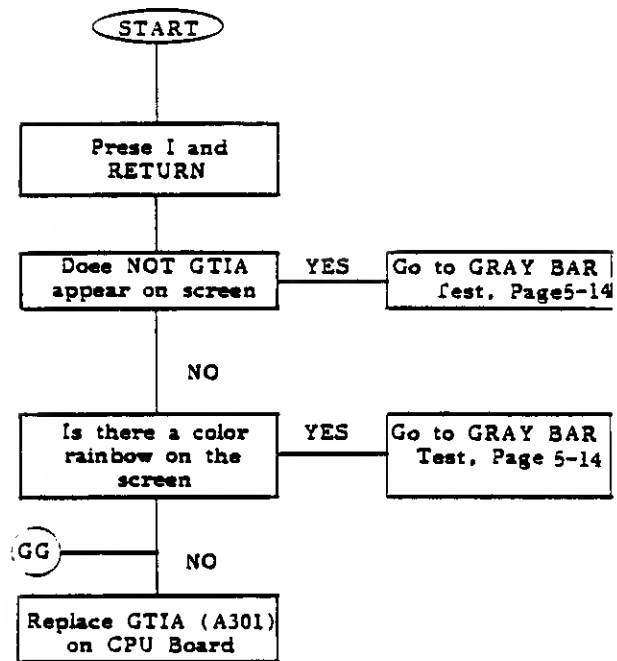 START
Prese I and
RETURN
Doee NOT GTIA
appear on screen
YES
Go to GRAY BAR
Test, Page5-14
NO
Is there a color
rainbow on the
screen
YES
Go to GRAY BAR
Test, Page 5-14
GG
NO
Replace GTIA (A301)
on CPU Board